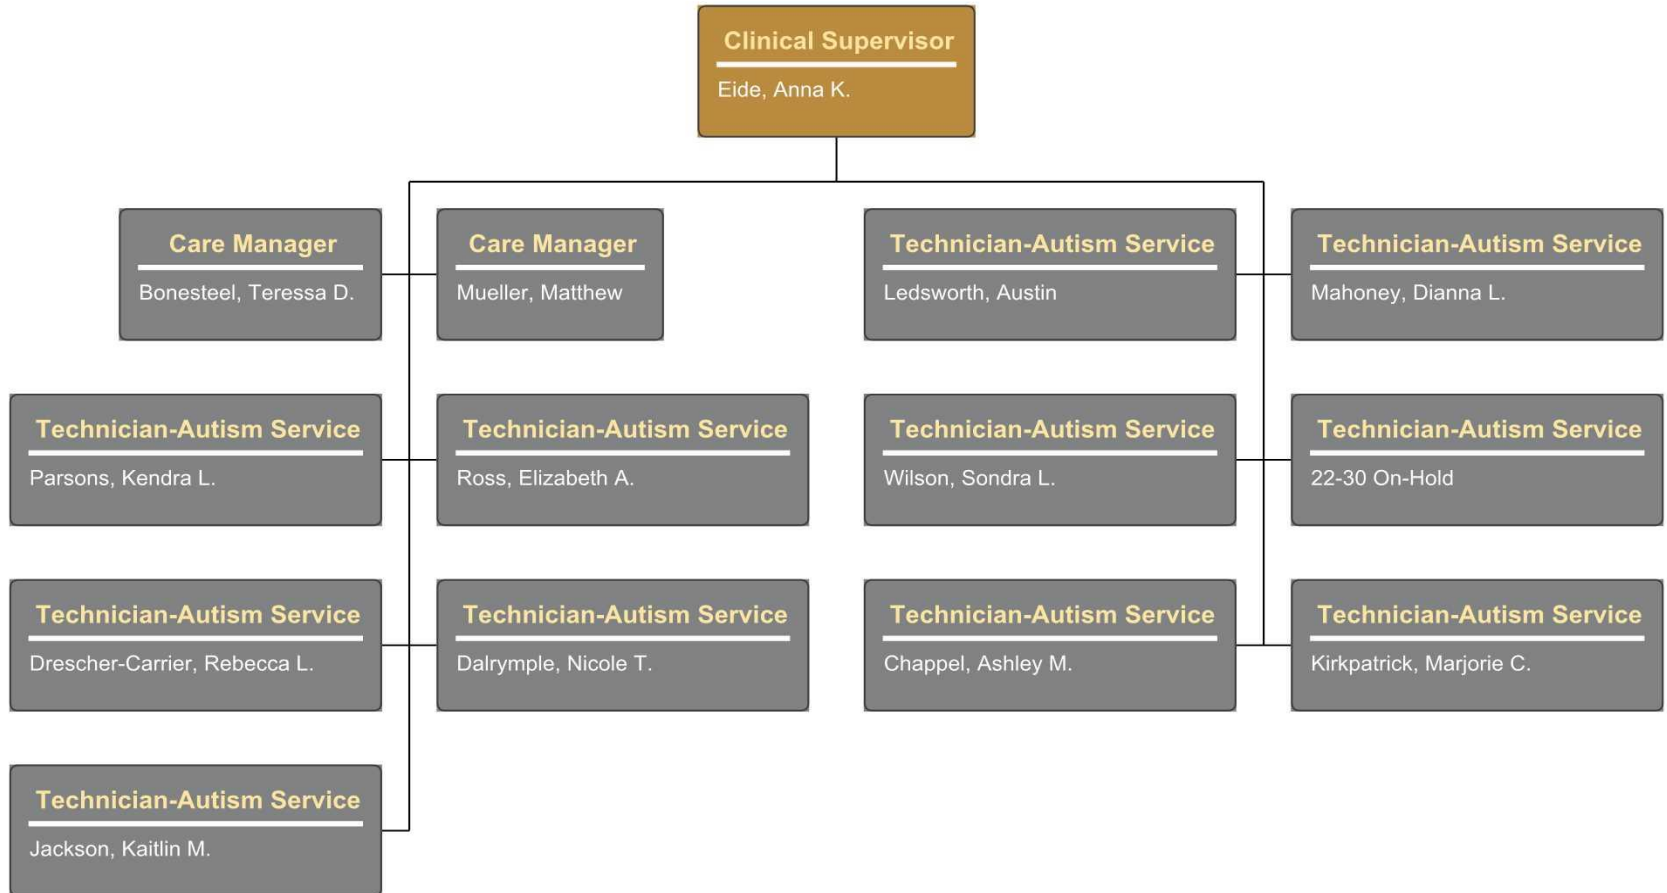 Clinical Supervisor
Eide, Anna K.
Care Manager
Bonesteel, Teressa D.
Care Manager
Mueller, Matthew
Technician-Autism Service
Ledsworth, Austin
Technician-Autism Service
Mahoney, Dianna L.
Technician-Autism Service
Parsons, Kendra L.
Technician-Autism Service
Ross, Elizabeth A.
Technician-Autism Service
Wilson, Sondra L.
Technician-Autism Service
22-30 On-Hold
Technician-Autism Service
Drescher-Carrier, Rebecca L.
Technician-Autism Service
Dalrymple, Nicole T.
Technician-Autism Service
Chappel, Ashley M.
Technician-Autism Service
Kirkpatrick, Marjorie C.
Technician-Autism Service
Jackson, Kaitlin M.